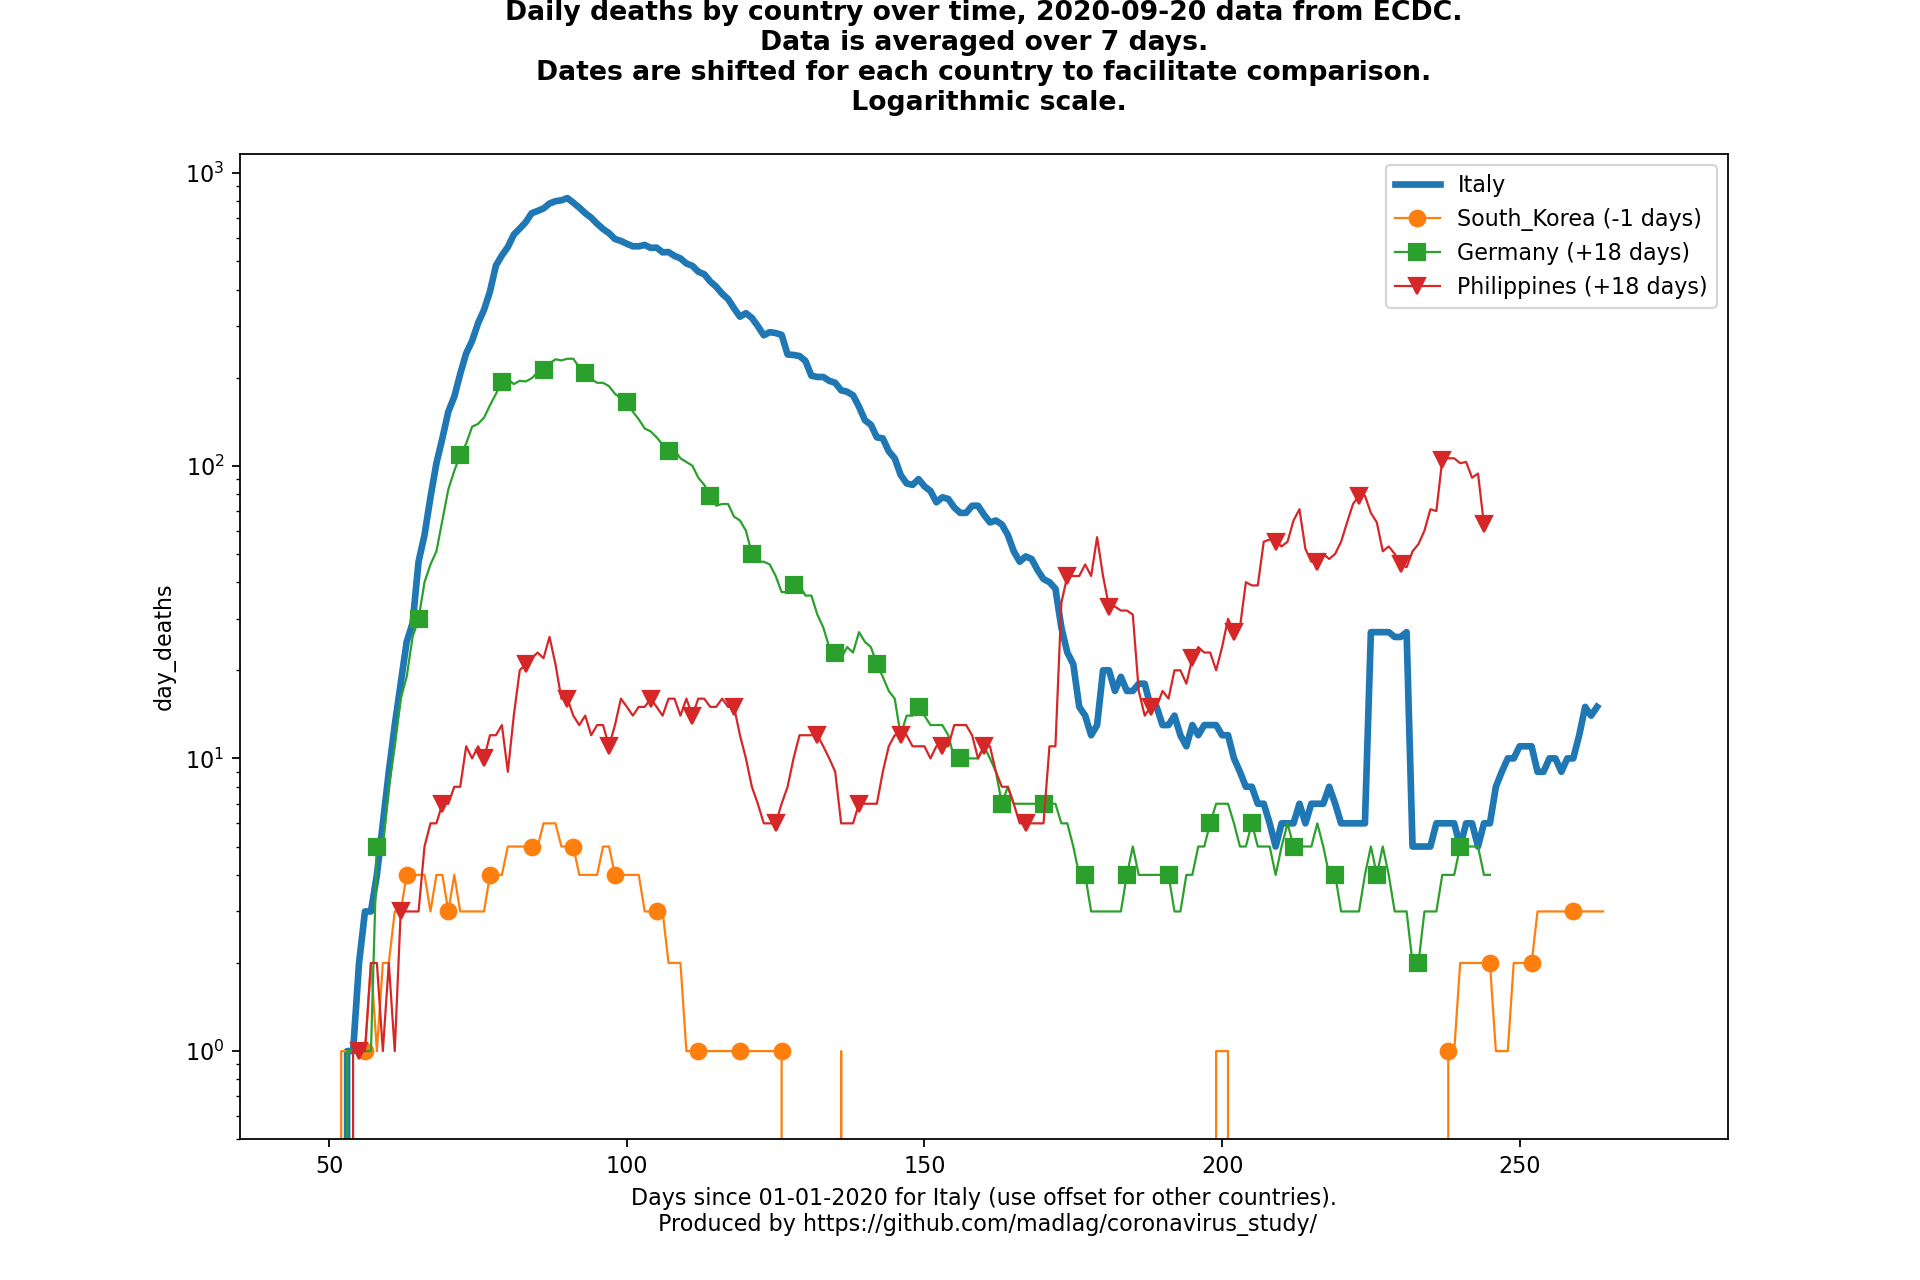 Daily deaths by country over time, 2020-09-20 data from ECDC.
Data is averaged over 7 days.
Dates are shifted for each country to facilitate comparison.
Logarithmic scale.
10³
10²
10¹
10⁰
day_deaths
Italy
South_Korea (-1 days)
Germany (+18 days)
Philippines (+18 days)
50
100
150
200
250
Days since 01-01-2020 for Italy (use offset for other countries).
Produced by https://github.com/madlag/coronavirus_study/